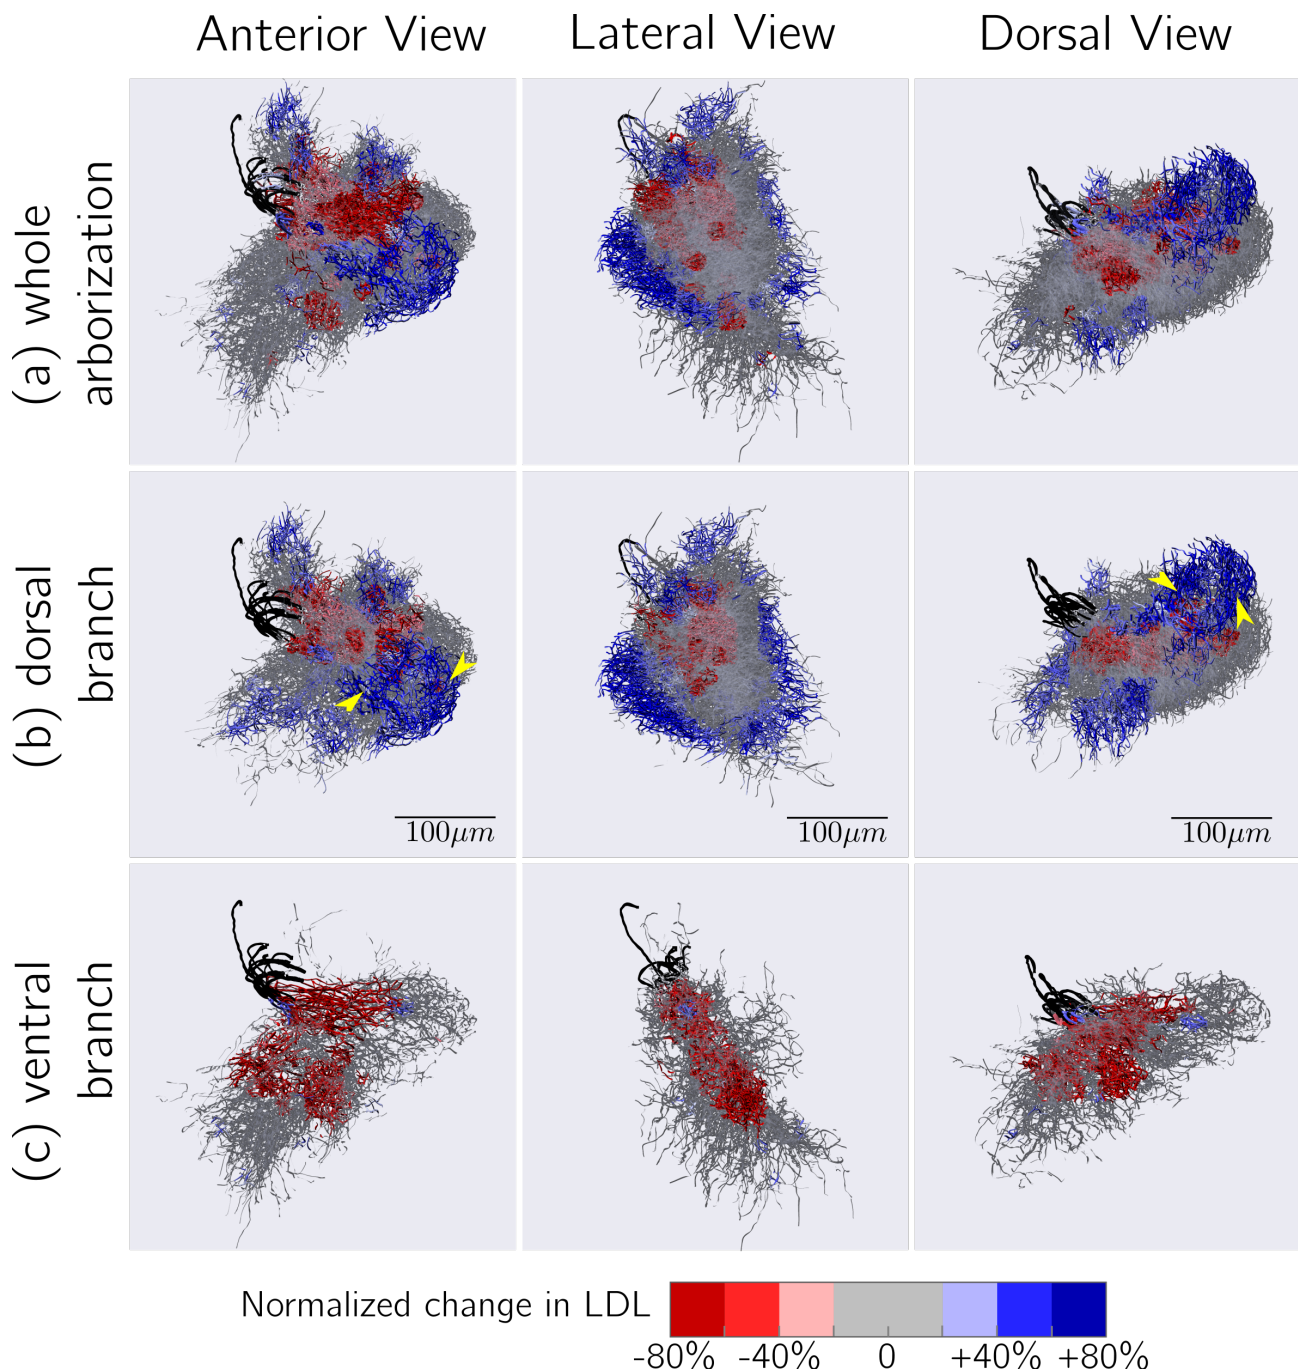 Anterior View
Lateral View
Dorsal View
(a) whole
arborization
(b) dorsal
branch
100μm
100μm
100μm
(c) ventral
branch
Normalized change in LDL
-80% -40% 0 +40% +80%